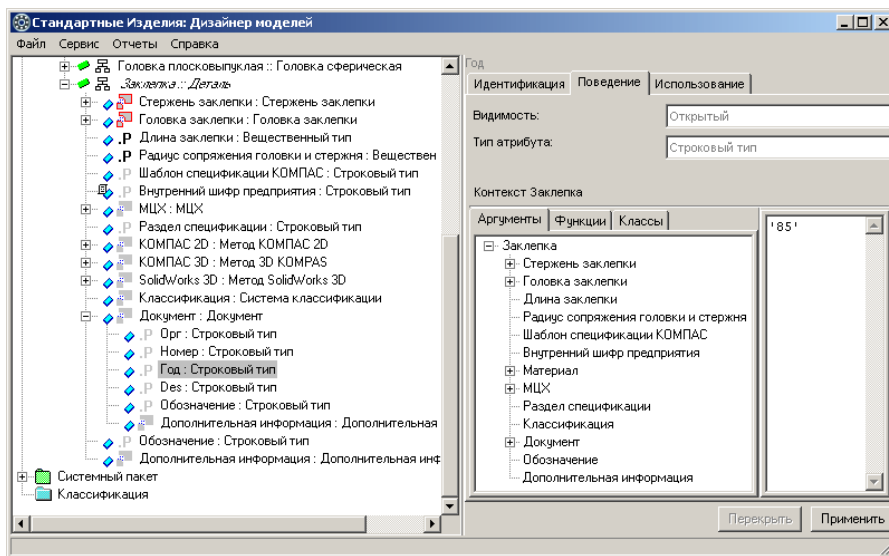 Стандартные Изделия: Дизайнер моделей
Файл Сервис Отчеты Справка
Головка плосковыпуклая :: Головка сферическая
Заклепка :: Деталь
Стержень заклепки : Стержень заклепки
Головка заклепки : Головка заклепки
.P Длина заклепки : Вещественный тип
.P Радиус сопряжения головки и стержня : Веществен
.P Шаблон спецификации КОМПАС : Строковый тип
.P Внутренний шифр предприятия : Строковый тип
МЦХ : МЦХ
.P Раздел спецификации : Строковый тип
КОМПАС 2D : Метод КОМПАС 2D
КОМПАС 3D : Метод 3D KOMPAS
SolidWorks 3D : Метод SolidWorks 3D
Классификация : Система классификации
Документ : Документ
.P Орг : Строковый тип
.P Номер : Строковый тип
.P Год : Строковый тип
.P Des : Строковый тип
.P Обозначение : Строковый тип
Дополнительная информация : Дополнительная
.P Обозначение : Строковый тип
Дополнительная информация : Дополнительная инф
Системный пакет
Классификация
Год
Идентификация Поведение Использование
Видимость: Открытый
Тип атрибута: Строковый тип
Контекст Заклепка
Аргументы Функции Классы
Заклепка
Стержень заклепки
Головка заклепки
Длина заклепки
Радиус сопряжения головки и стержня
Шаблон спецификации КОМПАС
Внутренний шифр предприятия
Материал
МЦХ
Раздел спецификации
Классификация
Документ
Обозначение
Дополнительная информация
'85'
Перекрыть Применить